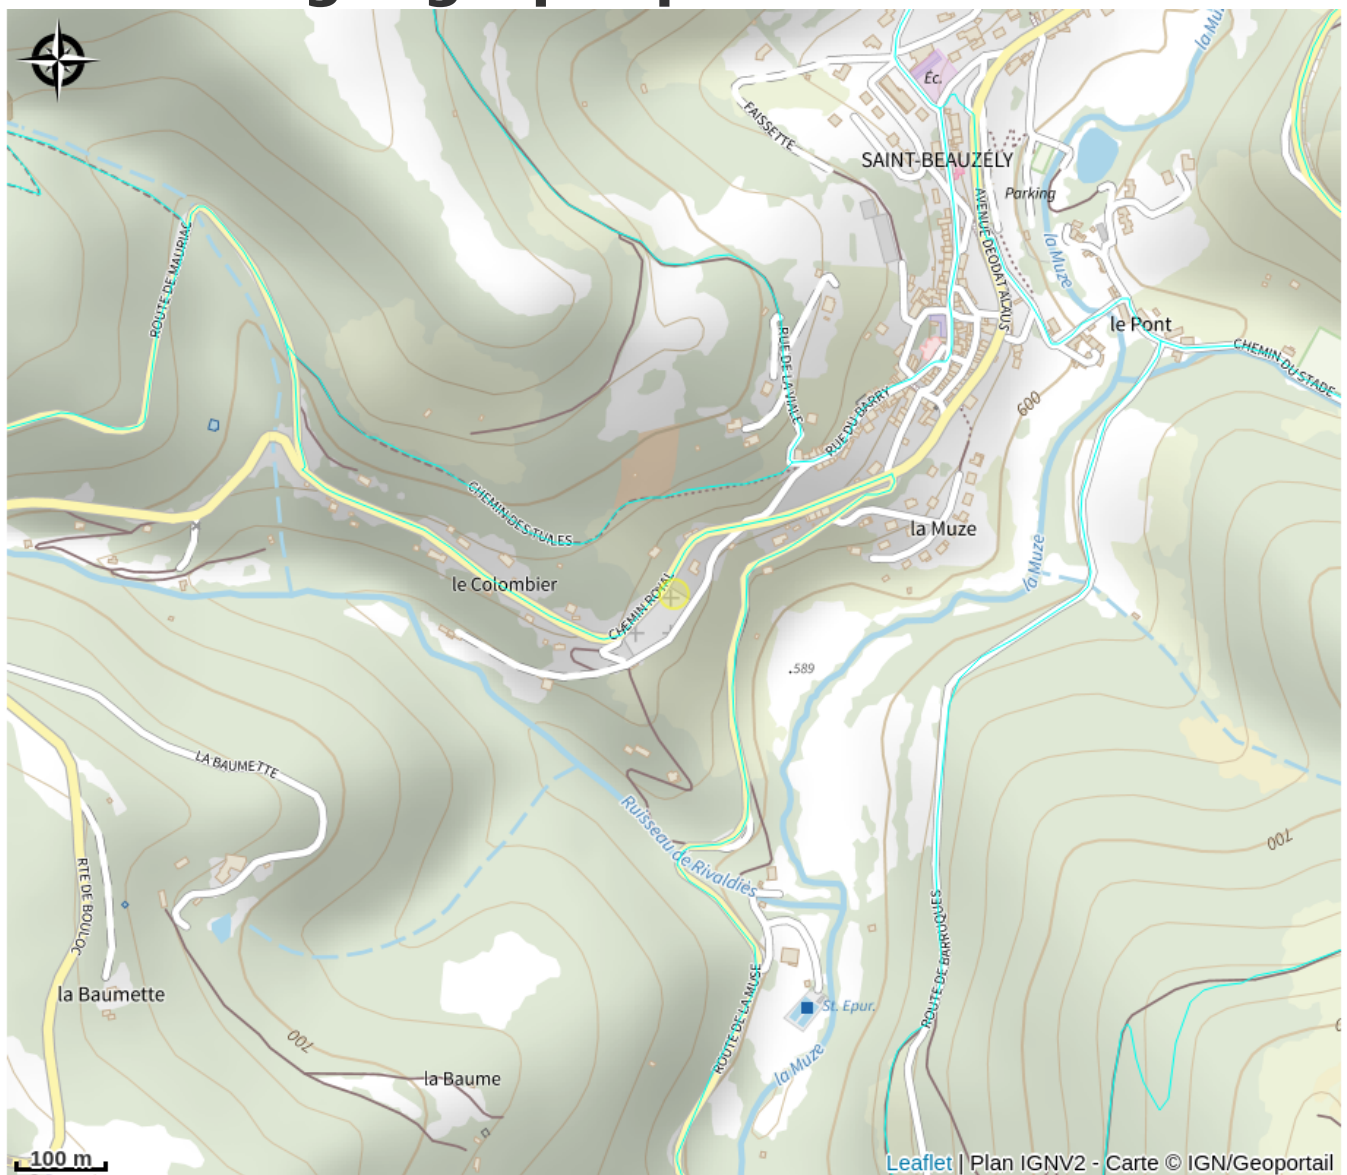 la Muze
Éc.
FAISSETTE
SAINT-BEAUZÉLY
Parking
AVENUE DEODAT ALAUS
ROUTE DE MAURIAC
la Muze
le Pont
CHEMIN DU STADE
RUE DE LA VIALE
RUE DU BARRY
600
CHEMIN DES TUILES
la Muze
la Muze
le Colombier
CHEMIN ROYAL
.589
LA BAUMETTE
Ruisseau de Rivaldiès
700
RTE DE BOULOC
ROUTE DE BARROQUES
la Baumette
ROUTE DE LA MUSE
St. Epur.
700
la Muze
la Baume
100 m
Leaflet | Plan IGNV2 - Carte © IGN/Geoportail